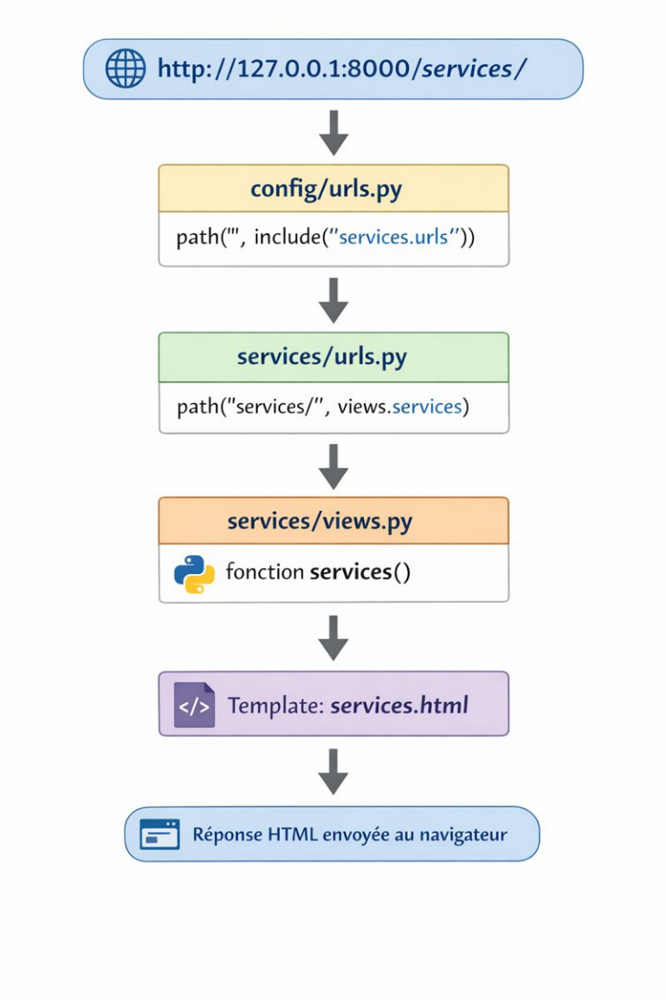 http://127.0.0.1:8000/services/
config/urls.py
path("', include("services.urls"))
services/urls.py
path("services/", views.services)
services/views.py
fonction services()
</> Template: services.html
Réponse HTML envoyée au navigateur